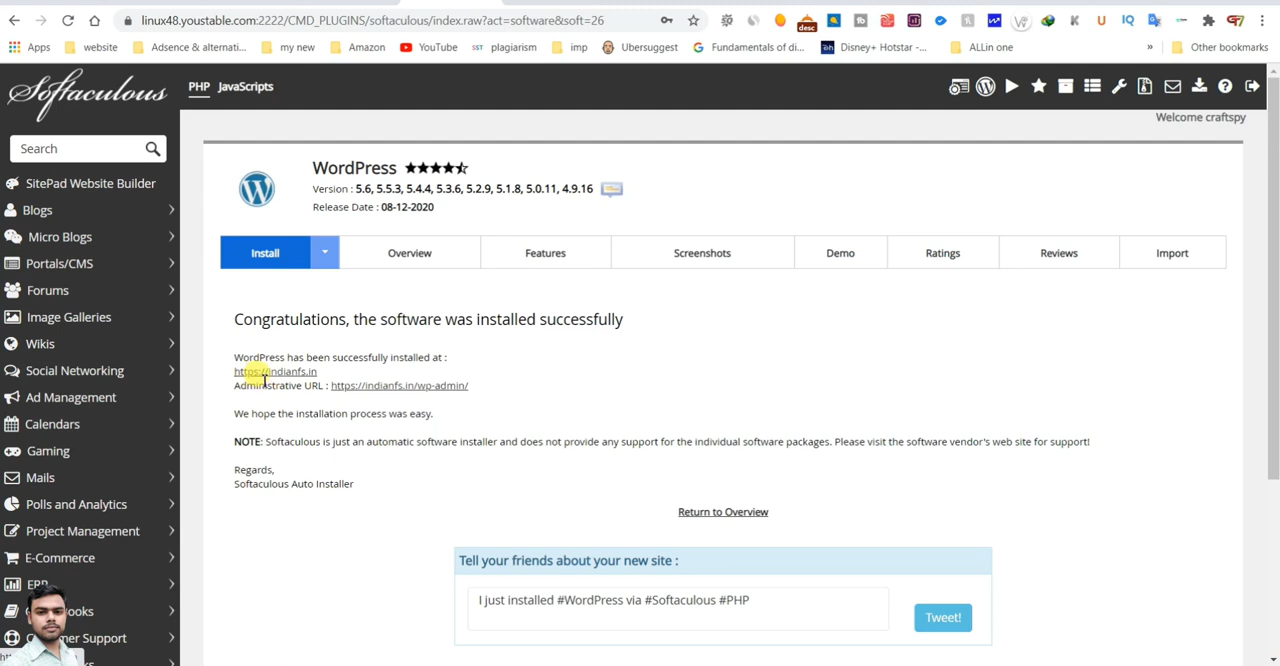 linux48.youstable.com:2222/CMD_PLUGINS/softaculous/index.raw?act=software&soft=26
desc
IQ
Apps website Adsence & alternati... my new Amazon YouTube SST plagiarism imp Ubersuggest Fundamentals of di... Disney+ Hotstar -... ALLin one » Other bookmarks
Softaculous
PHP JavaScripts
Welcome craftspy
Search
SitePad Website Builder
Blogs
Micro Blogs
Portals/CMS
Forums
Image Galleries
Wikis
Social Networking
Ad Management
Calendars
Gaming
Mails
Polls and Analytics
Project Management
E-Commerce
ERP
WordPress
Version : 5.6, 5.5.3, 5.4.4, 5.3.6, 5.2.9, 5.1.8, 5.0.11, 4.9.16
Release Date : 08-12-2020
Install Overview Features Screenshots Demo Ratings Reviews Import
Congratulations, the software was installed successfully
WordPress has been successfully installed at :
https://indianfs.in
Administrative URL : https://indianfs.in/wp-admin/
We hope the installation process was easy.
NOTE: Softaculous is just an automatic software installer and does not provide any support for the individual software packages. Please visit the software vendor's web site for support!
Regards,
Softaculous Auto Installer
Return to Overview
Tell your friends about your new site :
I just installed #WordPress via #Softaculous #PHP
Tweet!
Support